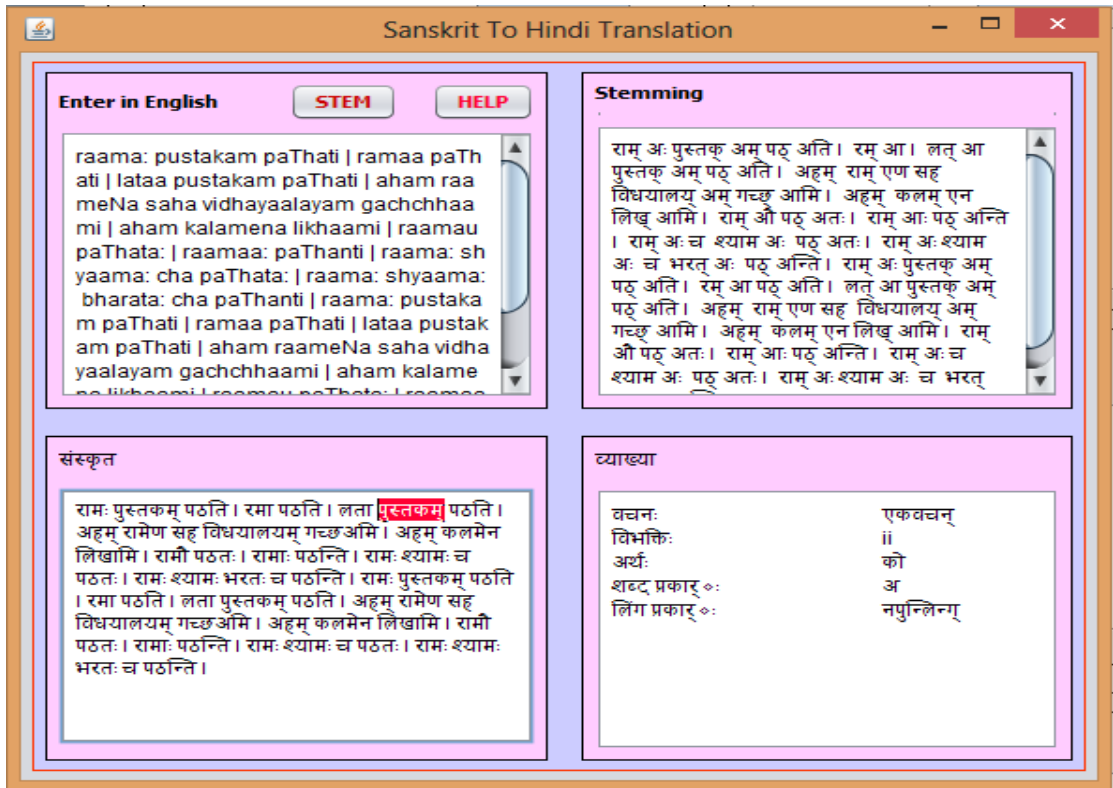 Sanskrit To Hindi Translation
Enter in English
STEM
HELP
raama: pustakam paThati | ramaa paTh
ati | lataa pustakam paThati | aham raa
meNa saha vidhayaalayam gachchhaa
mi | aham kalamena likhaami | raamau
paThata: | raamaa: paThanti | raama: sh
yaama: cha paThata: | raama: shyaama:
bharata: cha paThanti | raama: pustaka
m paThati | ramaa paThati | lataa pustak
am paThati | aham raameNa saha vidha
yaalayam gachchhaami | aham kalame
Stemming
राम् अः पुस्तक् अम् पठ् अति। रम् आ। लत् आ
पुस्तक् अम् पठ् अति। अहम् राम् एण सह
विधयालय् अम् गच्छ् आमि। अहम् कलम् एन
लिख् आमि। राम् औ पठ् अतः। राम् आः पठ् अन्ति
। राम् अः च श्याम अः पठ् अतः। राम् अः श्याम
अः च भरत् अः पठ् अन्ति। राम् अः पुस्तक् अम्
पठ् अति। रम् आ पठ् अति। लत् आ पुस्तक् अम्
पठ् अति। अहम् राम् एण सह विधयालय् अम्
गच्छ् आमि। अहम् कलम् एन लिख् आमि। राम्
औ पठ् अतः। राम् आः पठ् अन्ति। राम् अः च
श्याम अः पठ् अतः। राम् अः श्याम अः च भरत्
संस्कृत
रामः पुस्तकम् पठति। रमा पठति। लता पुस्तकम् पठति।
अहम् रामेण सह विधयालयम् गच्छअमि। अहम् कलमेन
लिखामि। रामौ पठतः। रामाः पठन्ति। रामः श्यामः च
पठतः। रामः श्यामः भरतः च पठन्ति। रामः पुस्तकम् पठति
। रमा पठति। लता पुस्तकम् पठति। अहम् रामेण सह
विधयालयम् गच्छअमि। अहम् कलमेन लिखामि। रामौ
पठतः। रामाः पठन्ति। रामः श्यामः च पठतः। रामः श्यामः
भरतः च पठन्ति।
व्याख्या
वचनः एकवचन्
विभक्तिः ii
अर्थः को
शब्द प्रकार् ः अ
लिंग प्रकार् ः नपुन्लिन्ग्